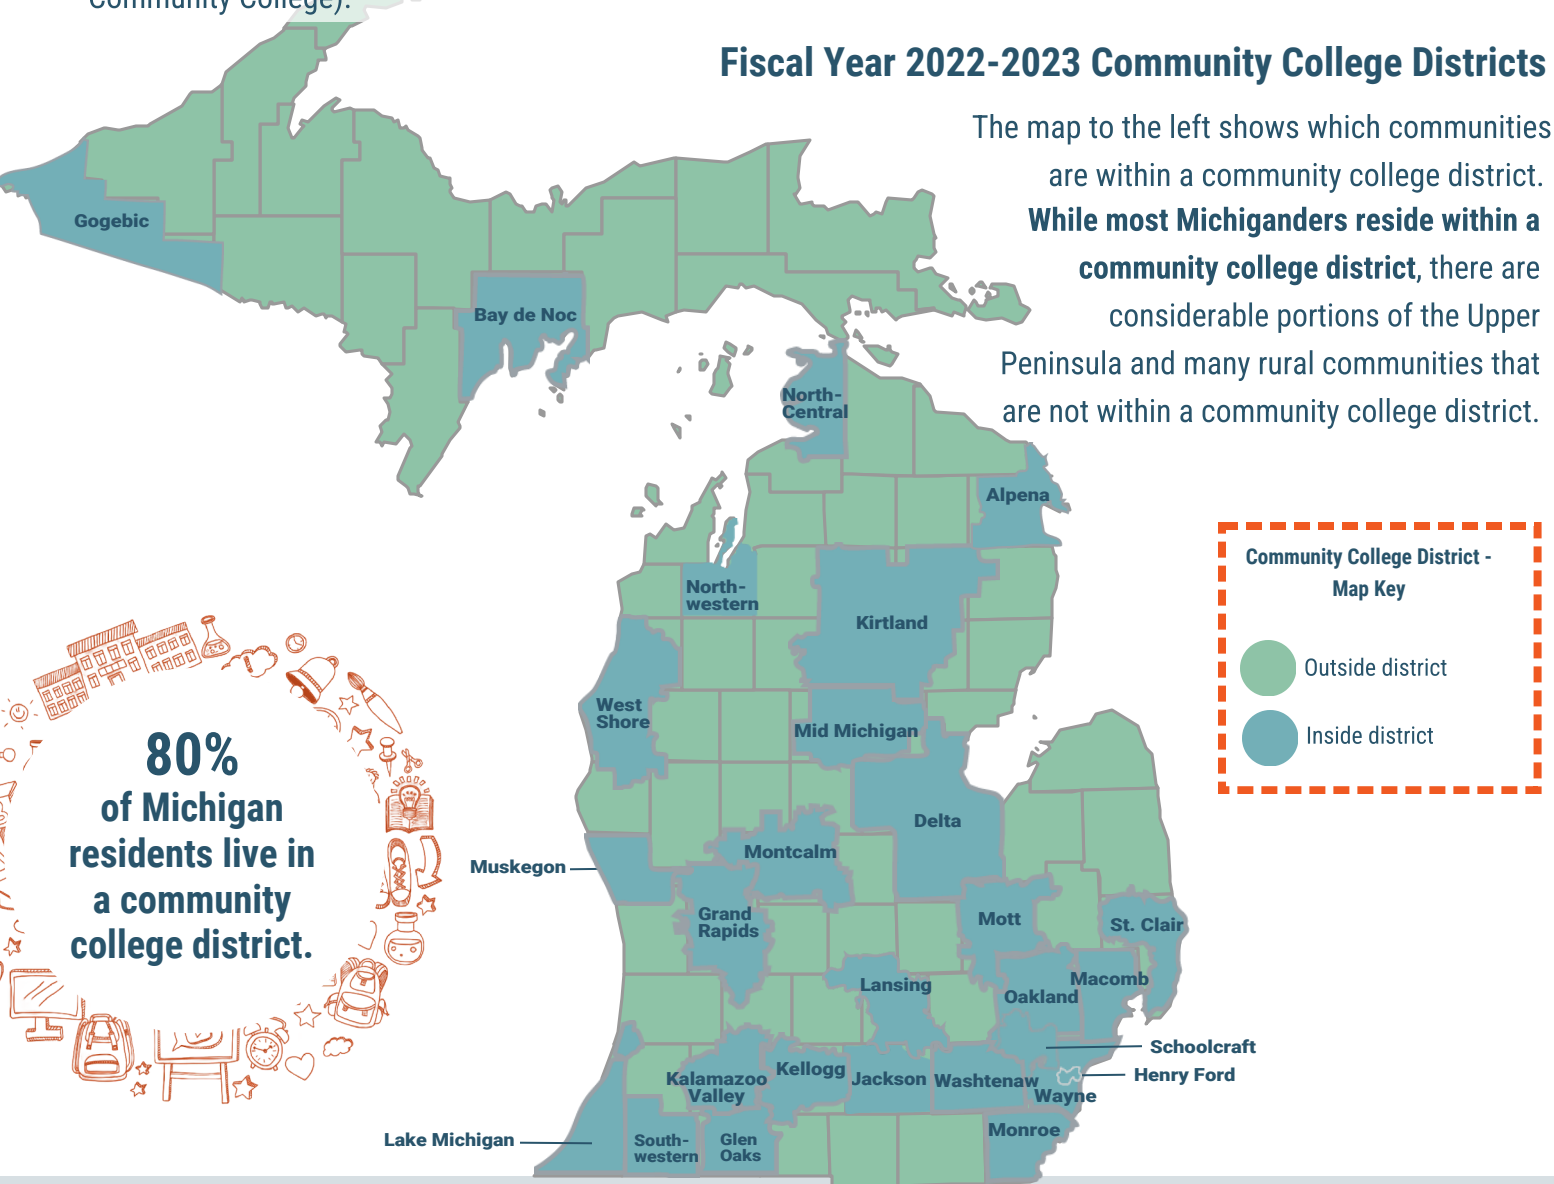 Community College).
Fiscal Year 2022-2023 Community College Districts
The map to the left shows which communities
are within a community college district.
While most Michiganders reside within a
community college district, there are
considerable portions of the Upper
Peninsula and many rural communities that
are not within a community college district.
Gogebic
Bay de Noc
North-
Central
Alpena
North-
western
Kirtland
West
Shore
Mid Michigan
Delta
Montcalm
Muskegon
Grand
Rapids
Mott
St. Clair
Lansing
Oakland
Macomb
Schoolcraft
Henry Ford
Kalamazoo
Valley
Kellogg
Jackson
Washtenaw
Wayne
Monroe
Lake Michigan
South-
western
Glen
Oaks
Community College District -
Map Key
Outside district
Inside district
80%
of Michigan
residents live in
a community
college district.